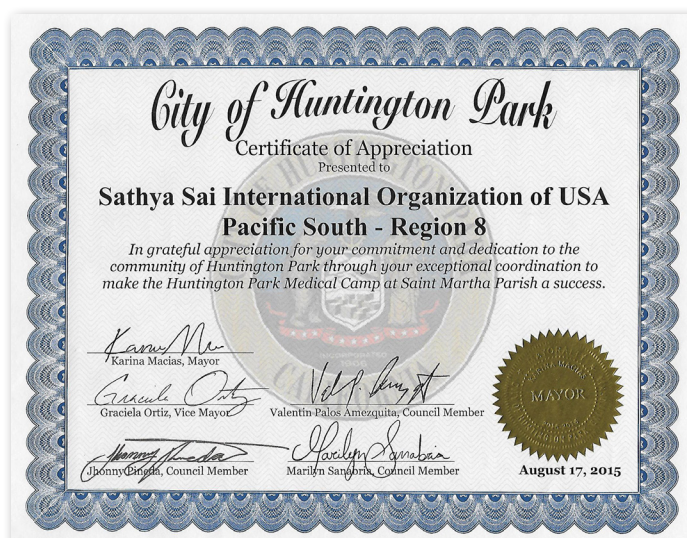 City of Huntington Park
Certificate of Appreciation
Presented to
Sathya Sai International Organization of USA
Pacific South - Region 8
In grateful appreciation for your commitment and dedication to the
community of Huntington Park through your exceptional coordination to
make the Huntington Park Medical Camp at Saint Martha Parish a success.
Karina Macias, Mayor
Graciela Ortiz, Vice Mayor
Valentin Palos Amezquita, Council Member
Jhonny Pineda, Council Member
Marilyn Sanabria, Council Member
KARINA MACIAS
MAYOR
August 17, 2015